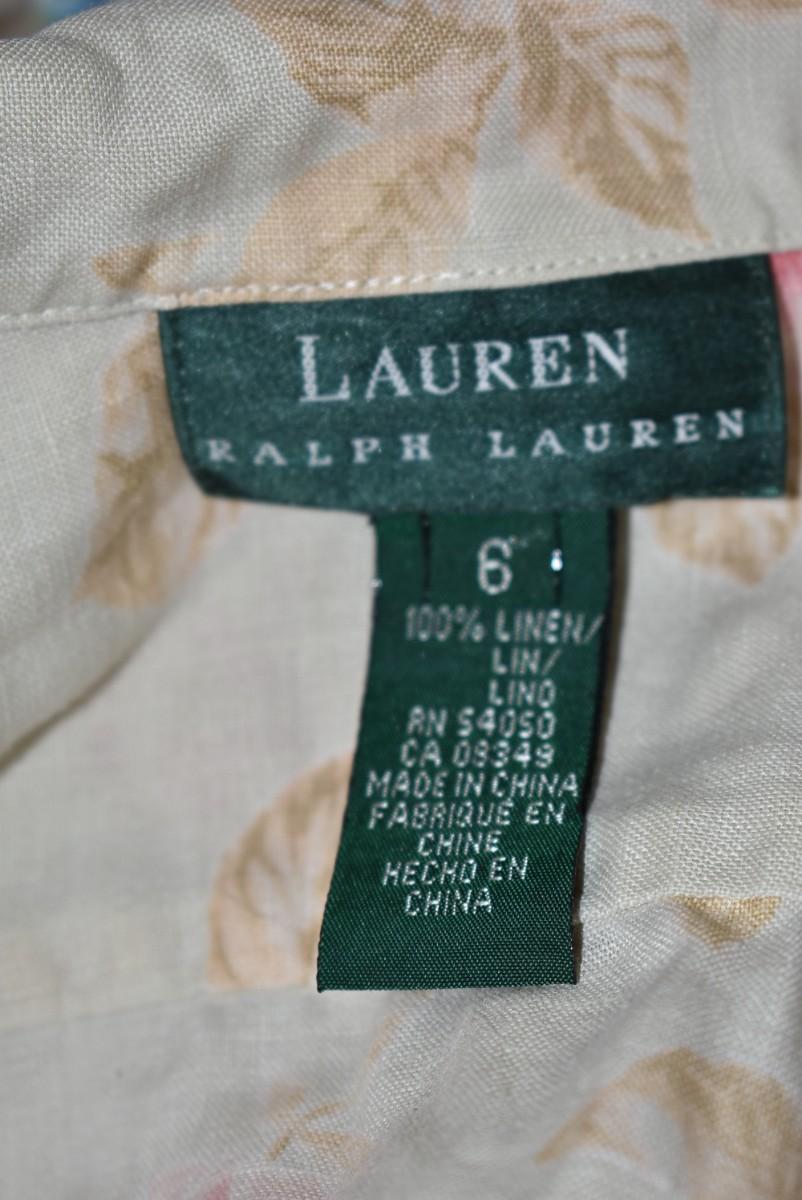 LAUREN
RALPH LAUREN
6
100% LINEN/
LIN/
LINO
RN 54050
CA 09349
MADE IN CHINA
FABRIQUÉ EN
CHINE
HECHO EN
CHINA